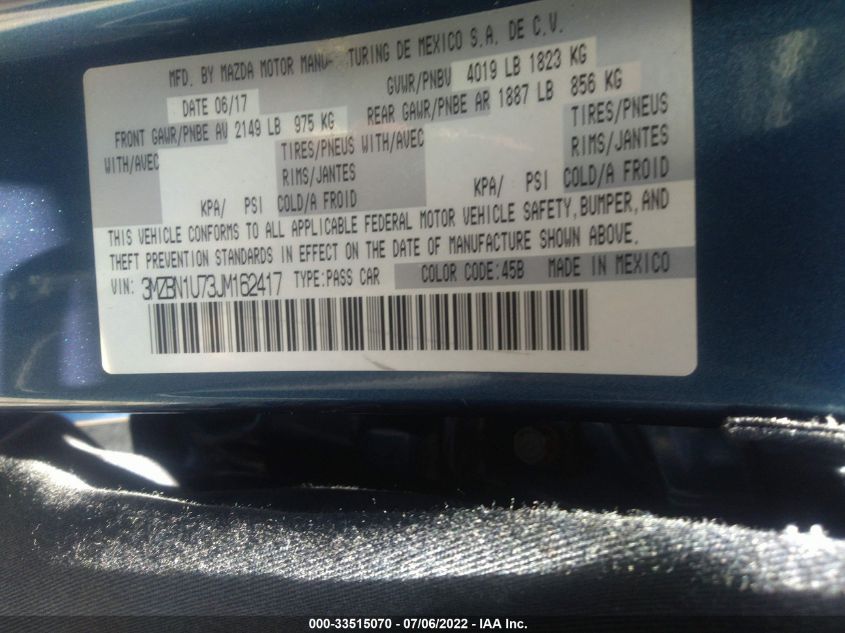 MFD. BY MAZDA MOTOR MANU TURING DE MEXICO S.A. DE C.V.
DATE 06/17 GVWR/PNBV 4019 LB 1823 KG
FRONT GAWR/PNBE AV 2149 LB 975 KG REAR GAWR/PNBE AR 1887 LB 856 KG
WITH/AVEC TIRES/PNEUS WITH/AVEC TIRES/PNEUS
RIMS/JANTES RIMS/JANTES
KPA/ PSI COLD/A FROID KPA/ PSI COLD/A FROID
THIS VEHICLE CONFORMS TO ALL APPLICABLE FEDERAL MOTOR VEHICLE SAFETY, BUMPER, AND
THEFT PREVENTION STANDARDS IN EFFECT ON THE DATE OF MANUFACTURE SHOWN ABOVE.
VIN: 3MZBN1U73JM162417 TYPE:PASS CAR COLOR CODE:45B MADE IN MEXICO
000-33515070 - 07/06/2022 - IAA Inc.